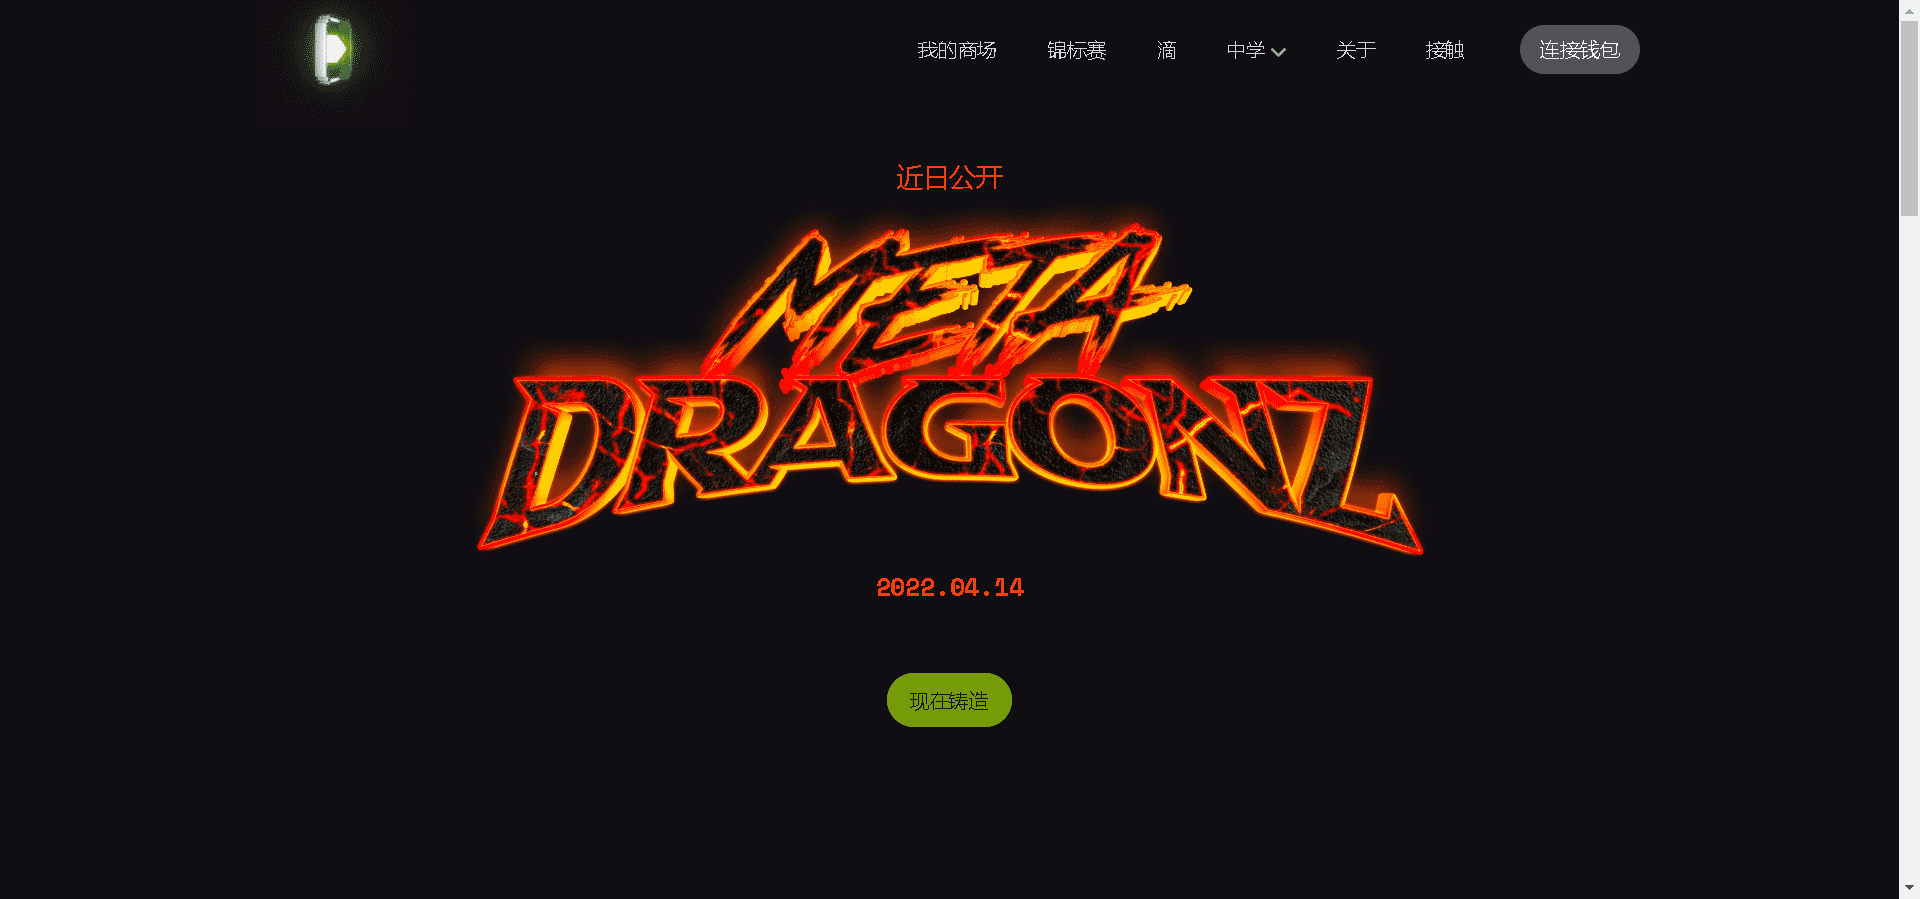 我的商场
锦标赛
滴
中学
关于
接触
连接钱包
近日公开
META
DRAGONZ
2022.04.14
现在铸造